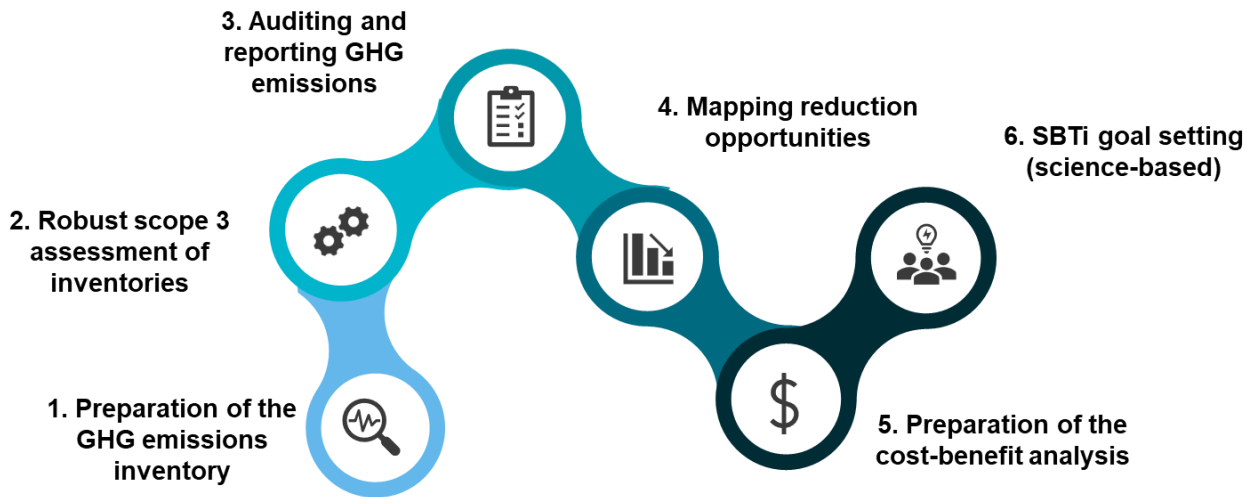 1. Preparation of the
GHG emissions
inventory
2. Robust scope 3
assessment of
inventories
3. Auditing and
reporting GHG
emissions
4. Mapping reduction
opportunities
5. Preparation of the
cost-benefit analysis
6. SBTi goal setting
(science-based)
$